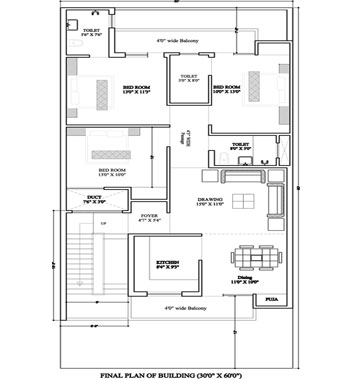 TOILET
5'6" X 7'6"
4'0" wide Balcony
BED ROOM
13'0" X 11'3"
TOILET
5'0" X 8'0"
BED ROOM
10'0" X 13'0"
4'3" WIDE
Passage
TOILET
8'0" X 5'0"
BED ROOM
13'0" X 10'0"
DUCT
7'6" X 3'0"
UP
FOYER
4'7" X 5'4"
DRAWING
15'0" X 11'0"
KITCHEN
8'4" X 9'5"
Dining
11'0" X 10'0"
PUJA
4'0" wide Balcony
FINAL PLAN OF BUILDING (30'0" X 60'0")